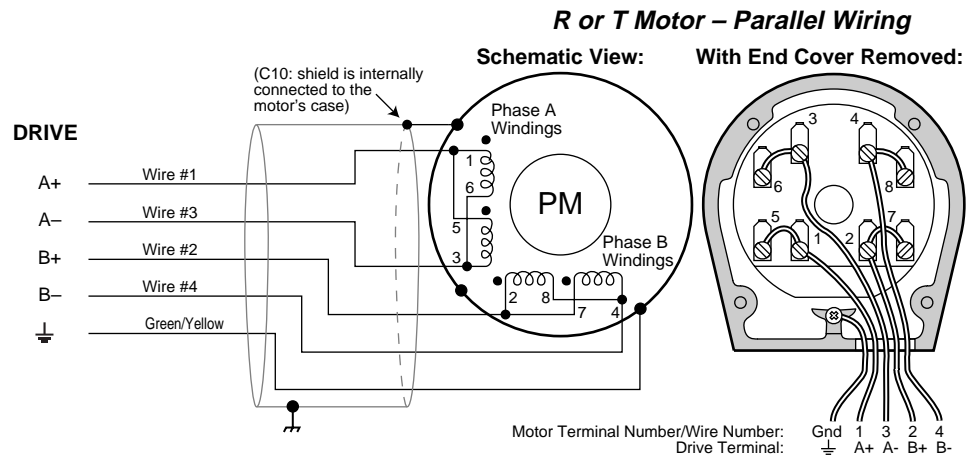 R or T Motor – Parallel Wiring
Schematic View:
With End Cover Removed:
(C10: shield is internally
connected to the
motor's case)
DRIVE
A+
Wire #1
A–
Wire #3
B+
Wire #2
B–
Wire #4
Green/Yellow
Phase A
Windings
1
6
5
3
PM
Phase B
Windings
2
8
7
4
3
4
6
8
5
1
2
7
Motor Terminal Number/Wire Number:
Gnd 1 3 2 4
Drive Terminal:
A+ A- B+ B-